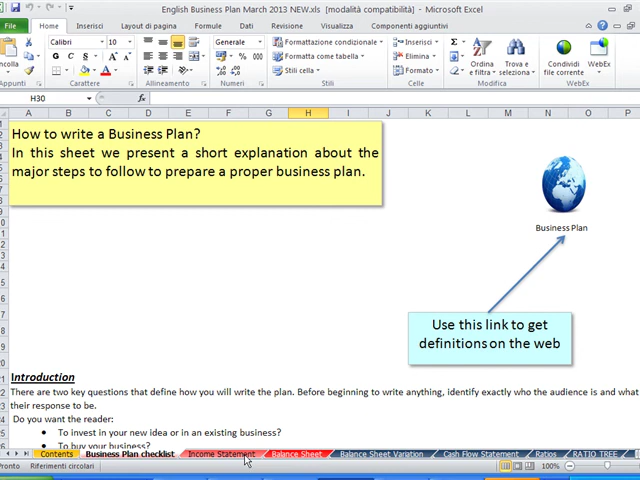 English Business Plan March 2013 NEW.xls [modalità compatibilità] - Microsoft Excel
File Home Inserisci Layout di pagina Formule Dati Revisione Visualizza Componenti aggiuntivi
Calibri 10 Generale Formattazione condizionale Inserisci
Formatta come tabella Elimina
Stili cella Formato
Ordina e filtra Trova e seleziona Condividi file corrente WebEx
Appunti Carattere Allineamento Numeri Stili Celle Modifica WebEx
H30 fx
A B C D E F G H I J K L M N O P
How to write a Business Plan?
In this sheet we present a short explanation about the
major steps to follow to prepare a proper business plan.
Business Plan
Use this link to get
definitions on the web
Introduction
There are two key questions that define how you will write the plan. Before beginning to write anything, identify exactly who the audience is and what
their response to be.
Do you want the reader:
• To invest in your new idea or in an existing business?
• To buy your business?
Contents Business Plan checklist Income Statement Balance Sheet Balance Sheet Variation Cash Flow Statement Ratios RATIO TREE
Pronto Riferimenti circolari 100%